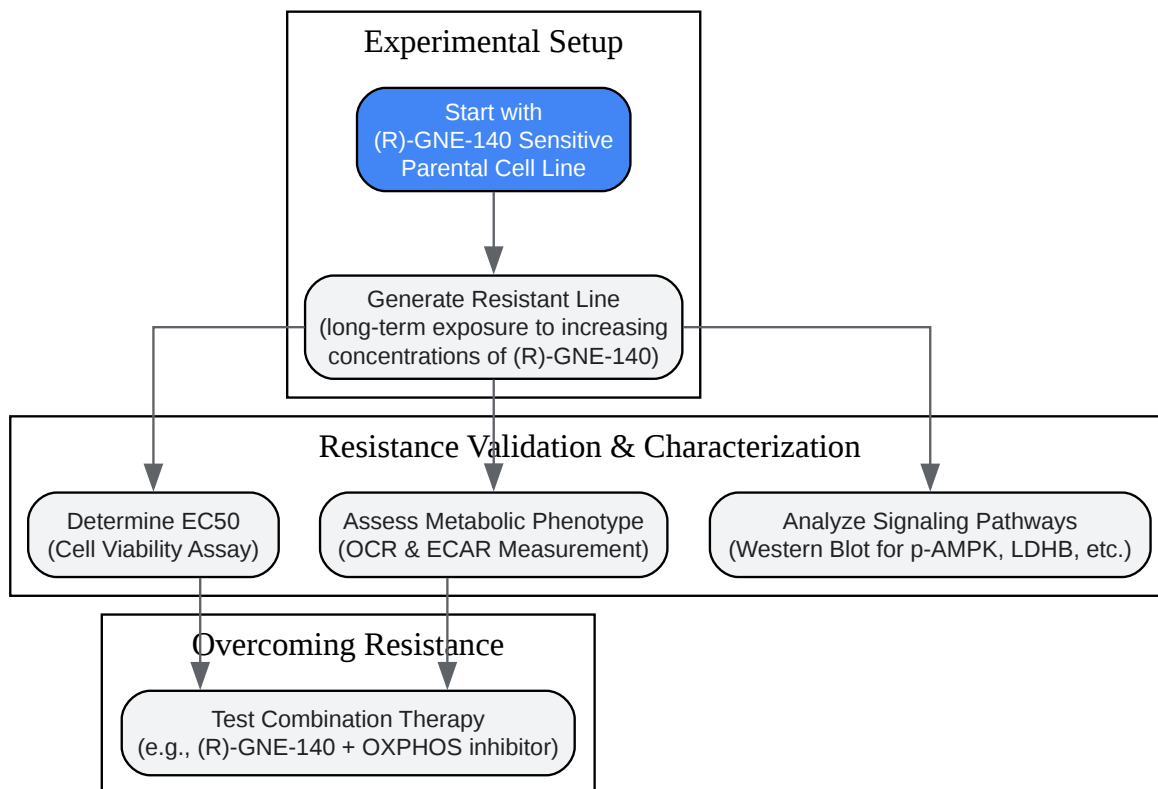 Experimental Setup
Start with
(R)-GNE-140 Sensitive
Parental Cell Line
Generate Resistant Line
(long-term exposure to increasing
concentrations of (R)-GNE-140)
Resistance Validation & Characterization
Determine EC50
(Cell Viability Assay)
Assess Metabolic Phenotype
(OCR & ECAR Measurement)
Analyze Signaling Pathways
(Western Blot for p-AMPK, LDHB, etc.)
Overcoming Resistance
Test Combination Therapy
(e.g., (R)-GNE-140 + OXPHOS inhibitor)